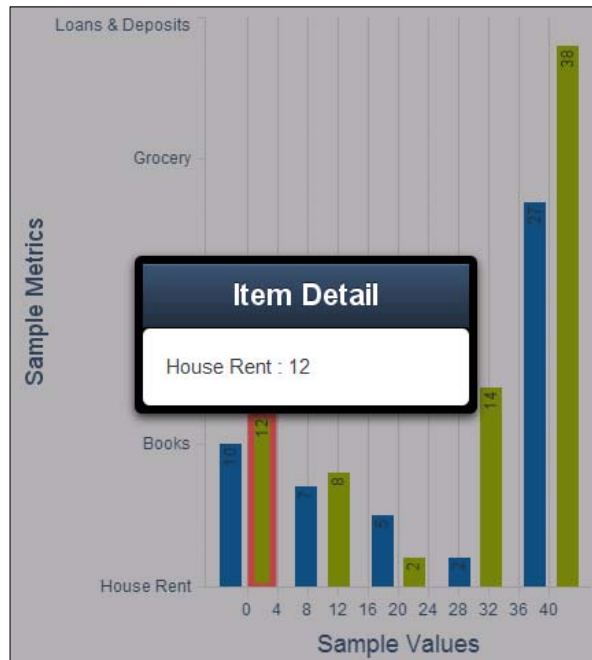 Loans & Deposits
Grocery
Books
House Rent
Sample Metrics
Item Detail
House Rent : 12
10
12
7
8
5
2
2
14
27
38
0 4 8 12 16 20 24 28 32 36 40
Sample Values